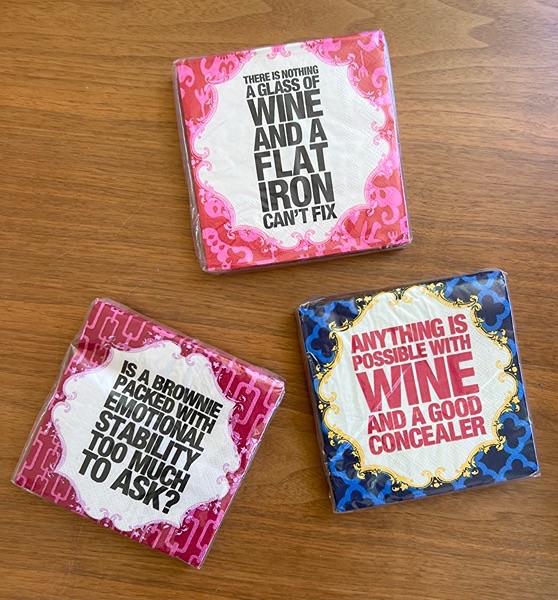 THERE IS NOTHING
A GLASS OF
WINE
AND A
FLAT
IRON
CAN'T FIX
IS A BROWNIE
PACKED WITH
EMOTIONAL
STABILITY
TOO MUCH
TO ASK?
ANYTHING IS
POSSIBLE WITH
WINE
AND A GOOD
CONCEALER